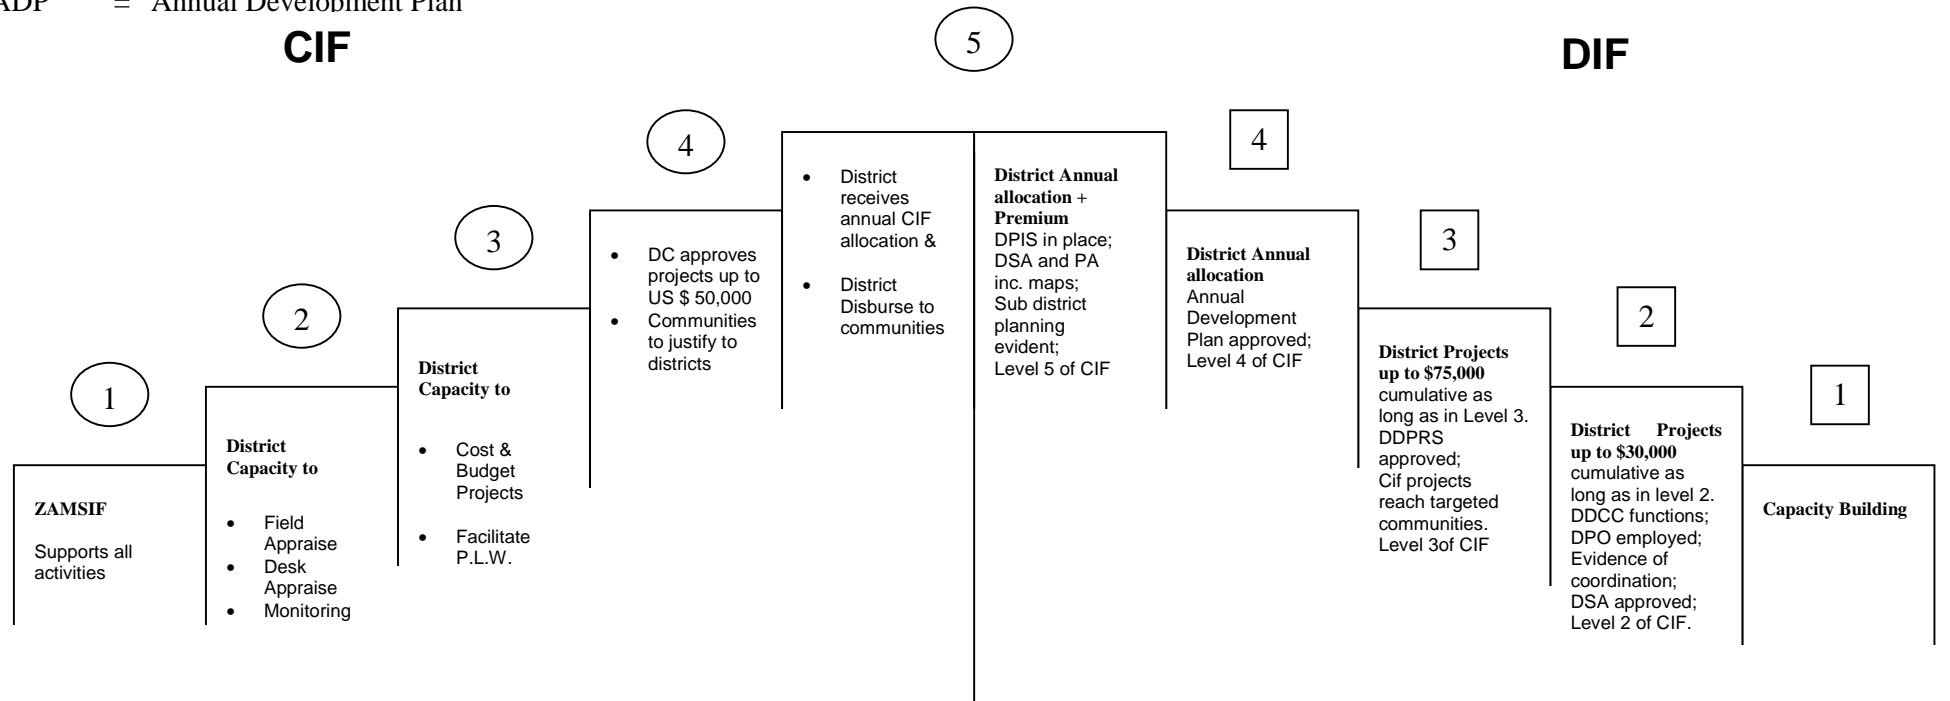 ADP = Annual Development Plan
CIF
DIF
5
4
3
2
1
4
3
2
1
ZAMSIF
Supports all
activities
District
Capacity to
• Field
Appraise
• Desk
Appraise
• Monitoring
District
Capacity to
• Cost &
Budget
Projects
• Facilitate
P.L.W.
• DC approves
projects up to
US $ 50,000
• Communities
to justify to
districts
• District
receives
annual CIF
allocation &
• District
Disburse to
communities
District Annual
allocation +
Premium
DPIS in place;
DSA and PA
inc. maps;
Sub district
planning
evident;
Level 5 of CIF
District Annual
allocation
Annual
Development
Plan approved;
Level 4 of CIF
District Projects
up to $75,000
cumulative as
long as in Level 3.
DDPRS
approved;
Cif projects
reach targeted
communities.
Level 3of CIF
District Projects
up to $30,000
cumulative as
long as in level 2.
DDCC functions;
DPO employed;
Evidence of
coordination;
DSA approved;
Level 2 of CIF.
Capacity Building